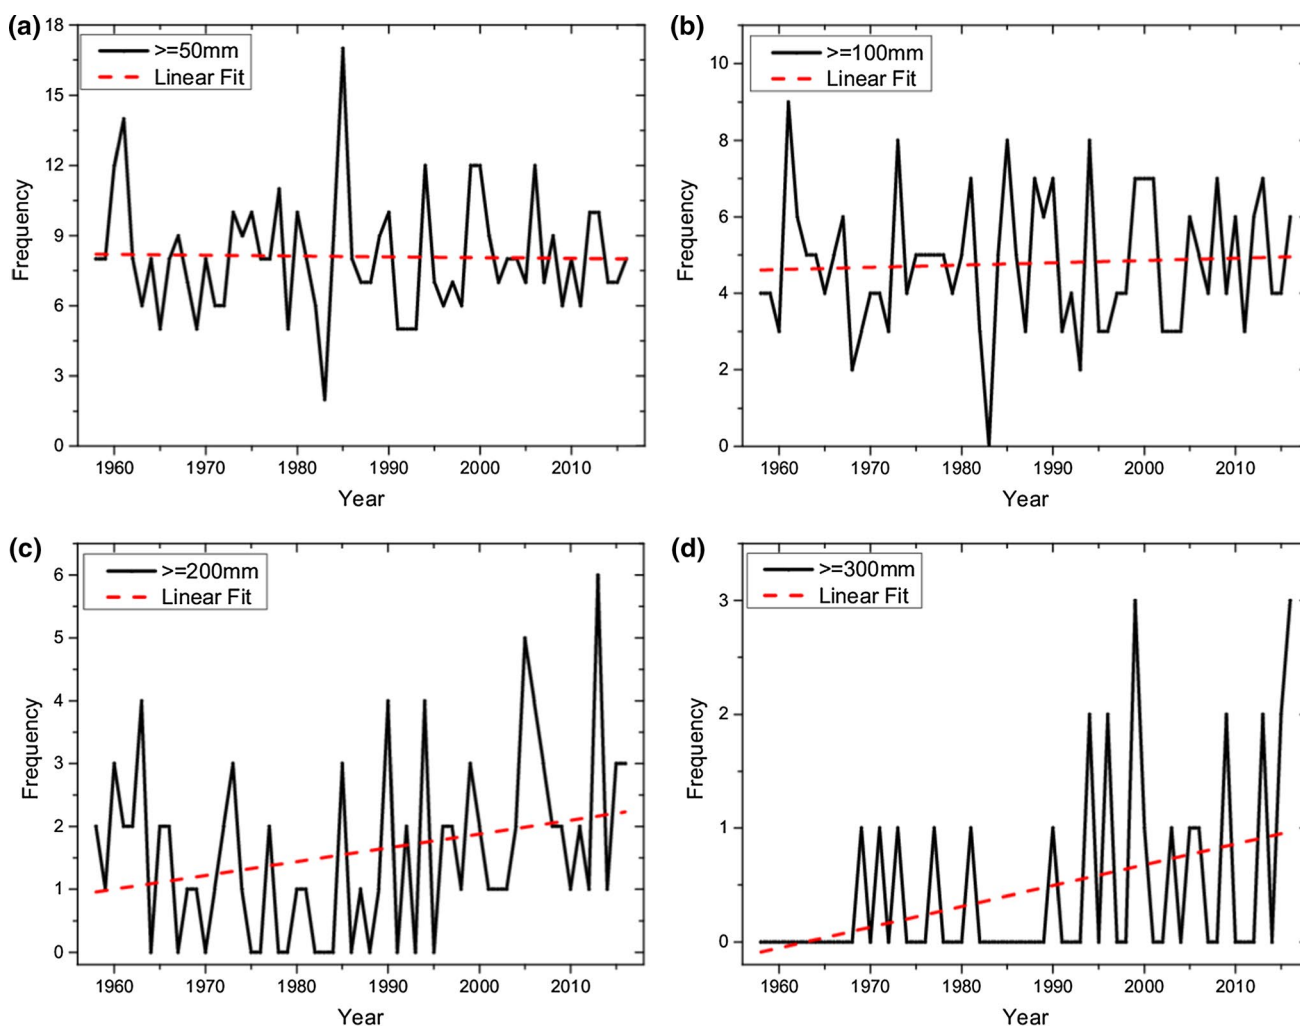 (a)
>=50mm
Linear Fit
18
15
12
9
6
3
0
Frequency
1960 1970 1980 1990 2000 2010
Year
(b)
>=100mm
Linear Fit
10
8
6
4
2
0
Frequency
1960 1970 1980 1990 2000 2010
Year
(c)
>=200mm
Linear Fit
6
5
4
3
2
1
0
Frequency
1960 1970 1980 1990 2000 2010
Year
(d)
>=300mm
Linear Fit
3
2
1
0
Frequency
1960 1970 1980 1990 2000 2010
Year